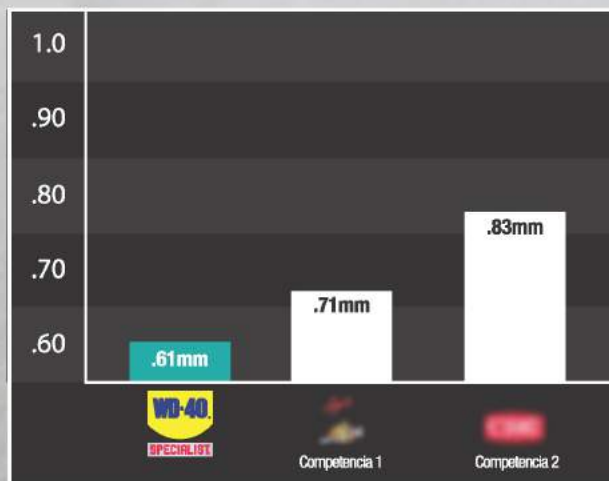 1.0
.90
.80
.70
.60
.61mm
.71mm
.83mm
WD-40.
SPECIALIST.
Competencia 1
Competencia 2